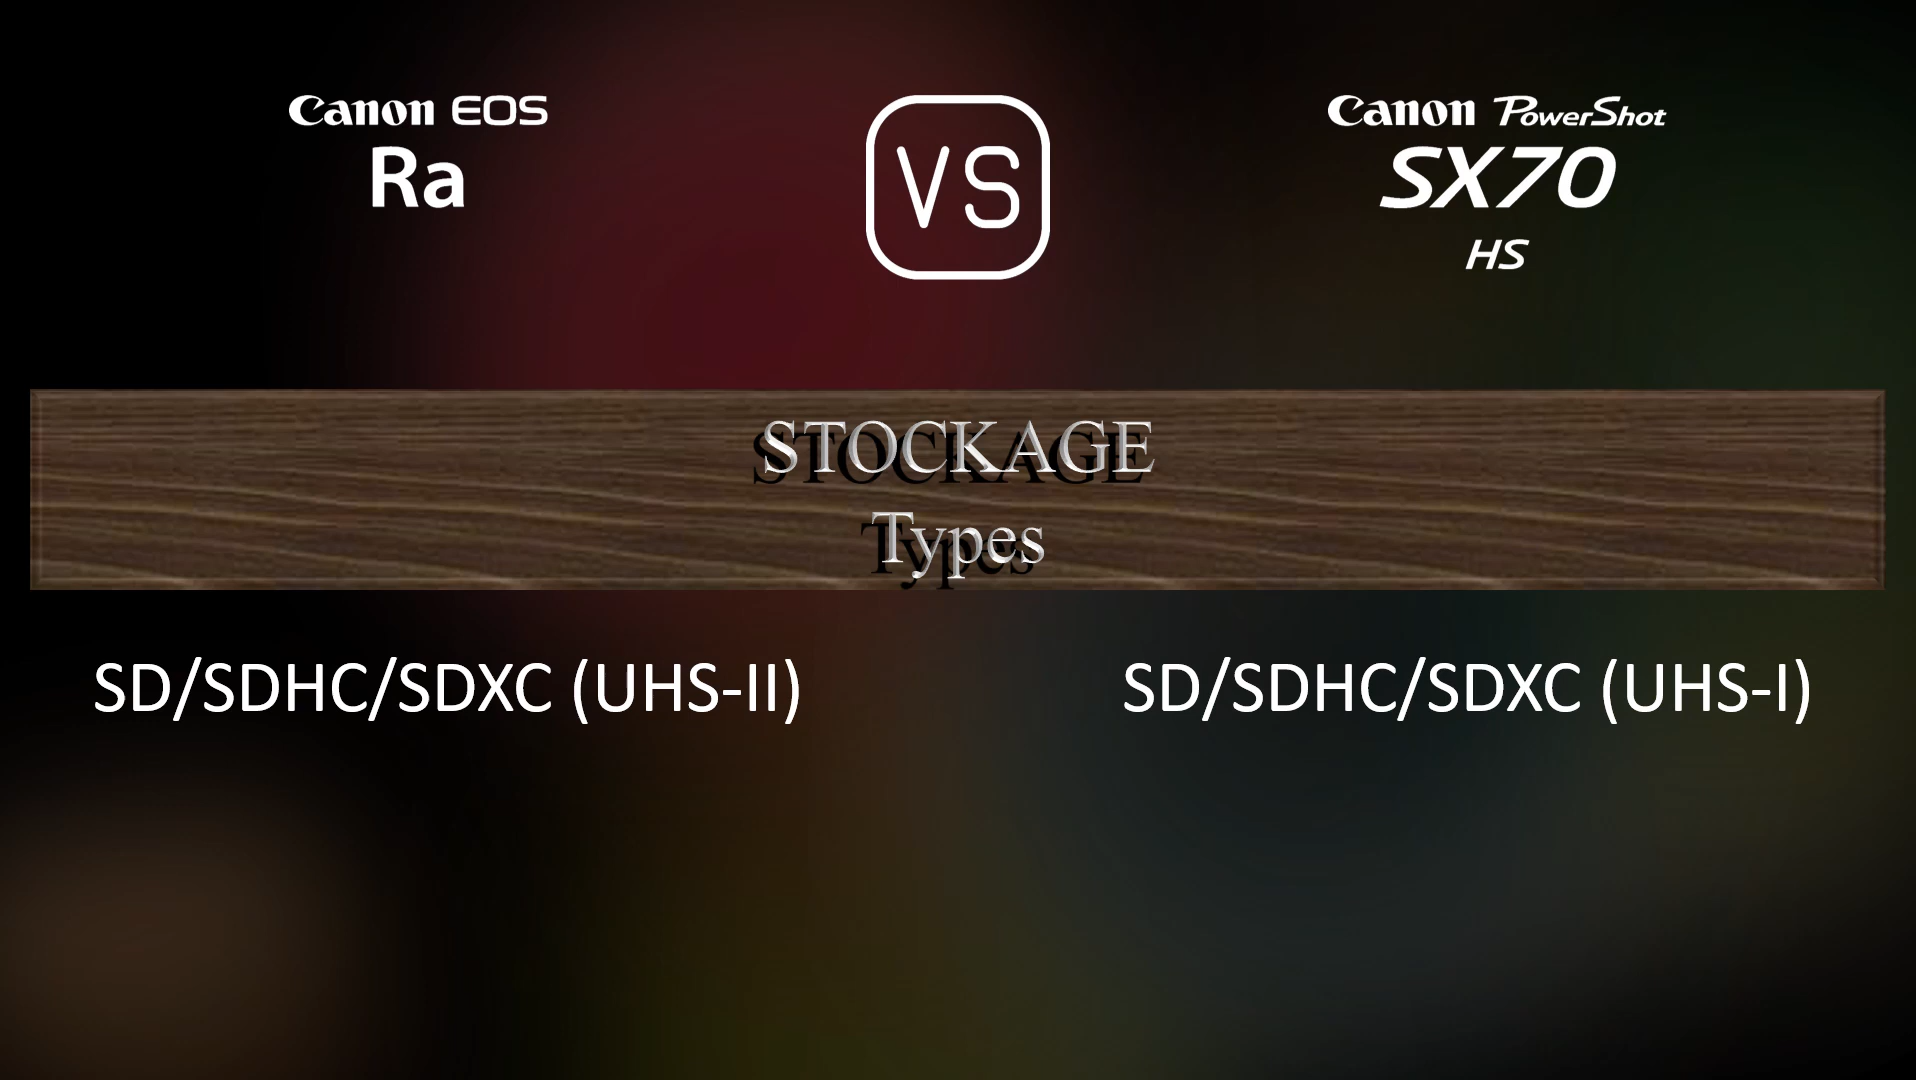 Canon EOS
Ra
VS
Canon PowerShot
SX70
HS
STOCKAGE
Types
SD/SDHC/SDXC (UHS-II)
SD/SDHC/SDXC (UHS-I)